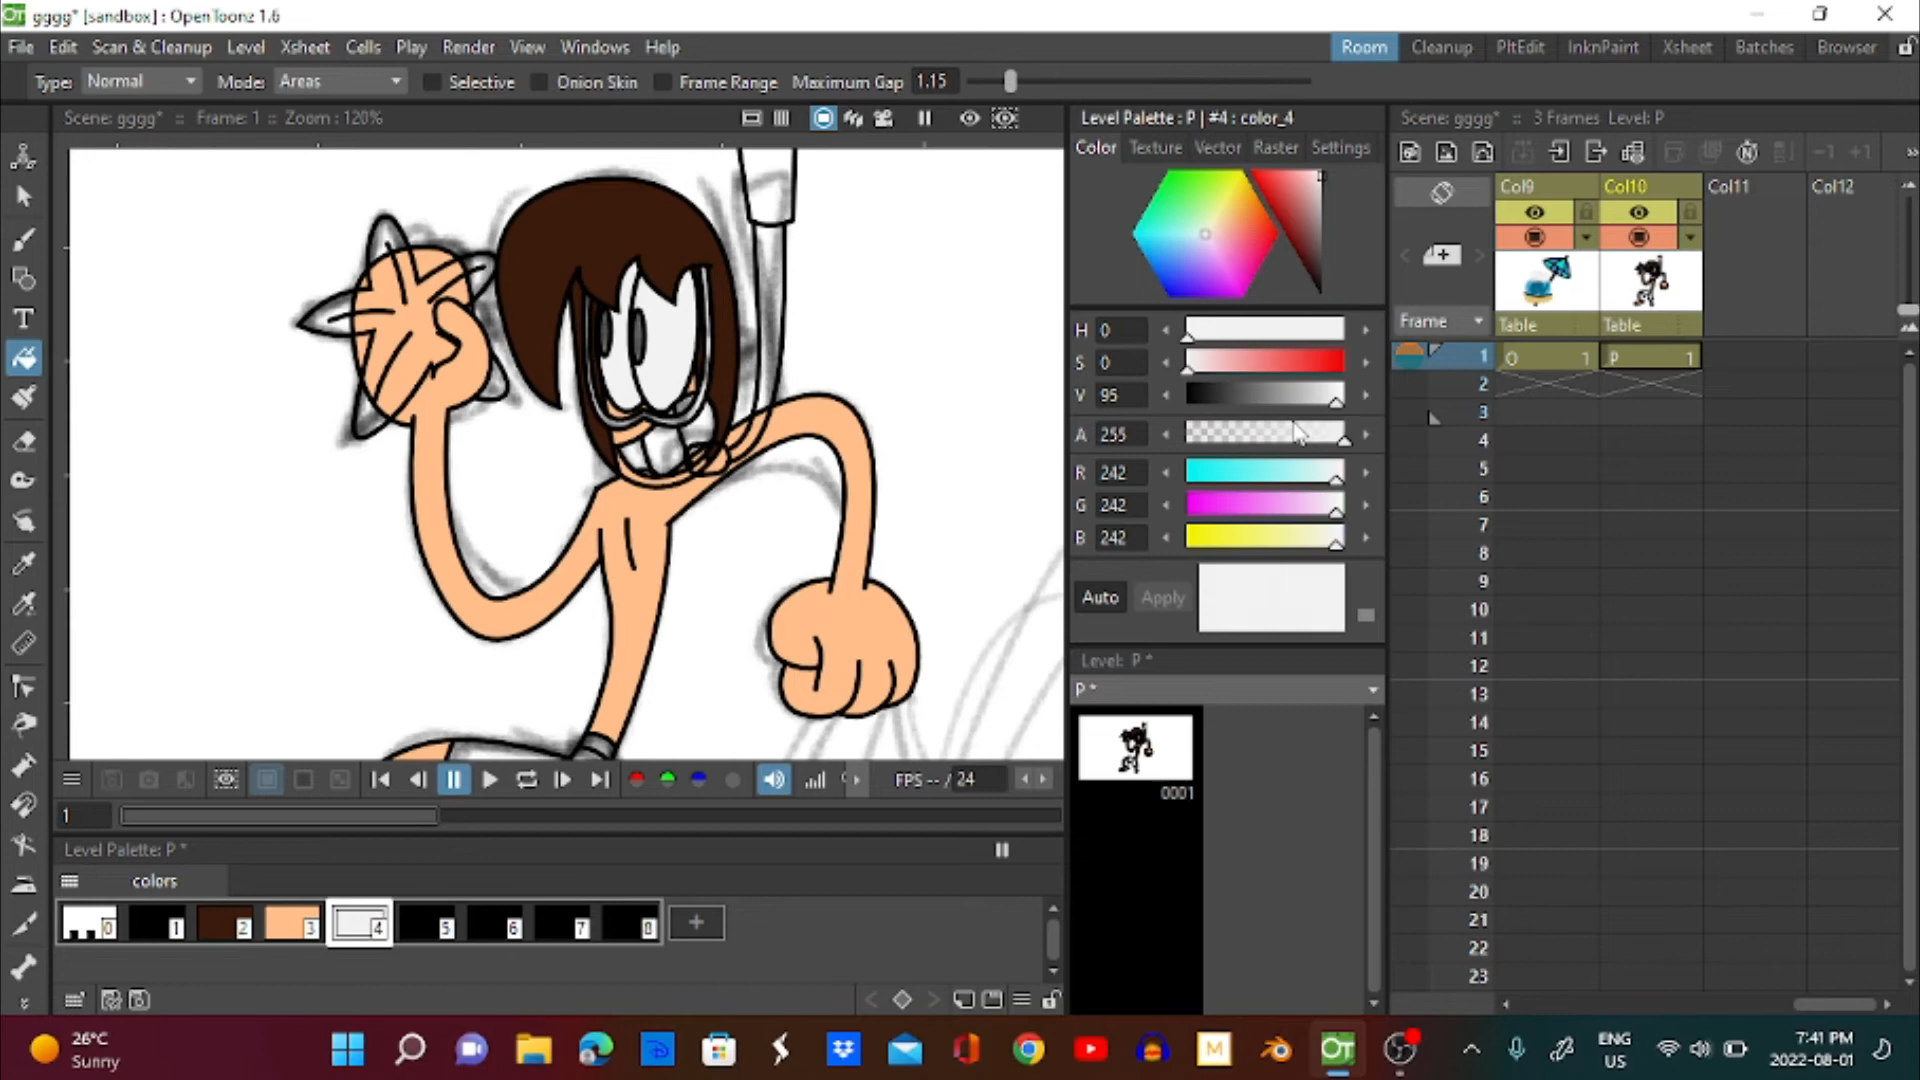 gggg* [sandbox] : OpenToonz 1.6
File Edit Scan & Cleanup Level Xsheet Cells Play Render View Windows Help
Room Cleanup PltEdit InknPaint Xsheet Batches Browser
Type: Normal Mode: Areas Selective Onion Skin Frame Range Maximum Gap 1.15
Scene: gggg* :: Frame: 1 :: Zoom : 120%
Level Palette : P | #4 : color_4
Color Texture Vector Raster Settings
H 0
S 0
V 95
A 255
R 242
G 242
B 242
Auto Apply
Level: P *
P *
0001
Scene: gggg* :: 3 Frames Level: P
-1 +1 »
Col9 Col10 Col11 Col12
Frame Table Table
1 O 1 P 1
2
3
4
5
6
7
8
9
10
11
12
13
14
15
16
17
18
19
20
21
22
23
FPS -- / 24
1
Level Palette: P *
colors
0 1 2 3 4 5 6 7 8 +
26°C
Sunny
OT
M
ENG
US
7:41 PM
2022-08-01